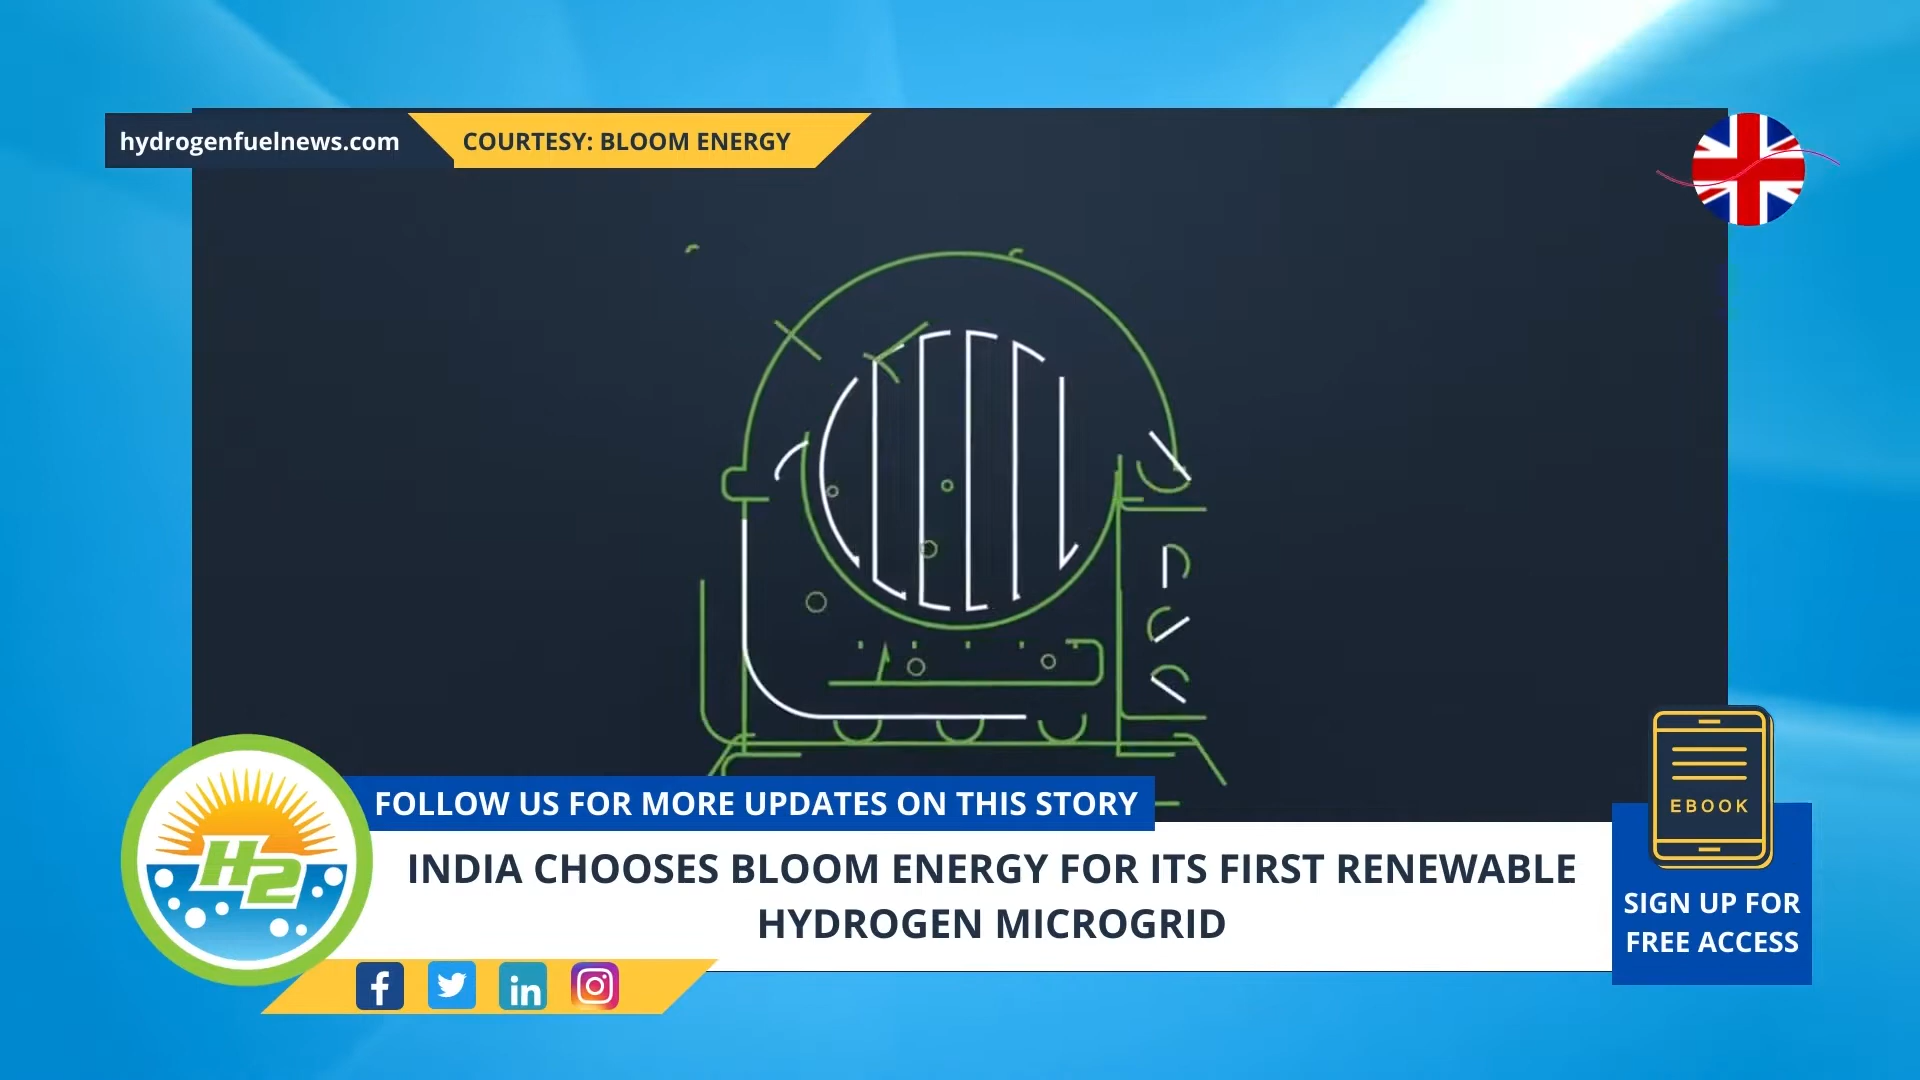 hydrogenfuelnews.com
COURTESY: BLOOM ENERGY
EBOOK
FOLLOW US FOR MORE UPDATES ON THIS STORY
H2
INDIA CHOOSES BLOOM ENERGY FOR ITS FIRST RENEWABLE
HYDROGEN MICROGRID
SIGN UP FOR
FREE ACCESS